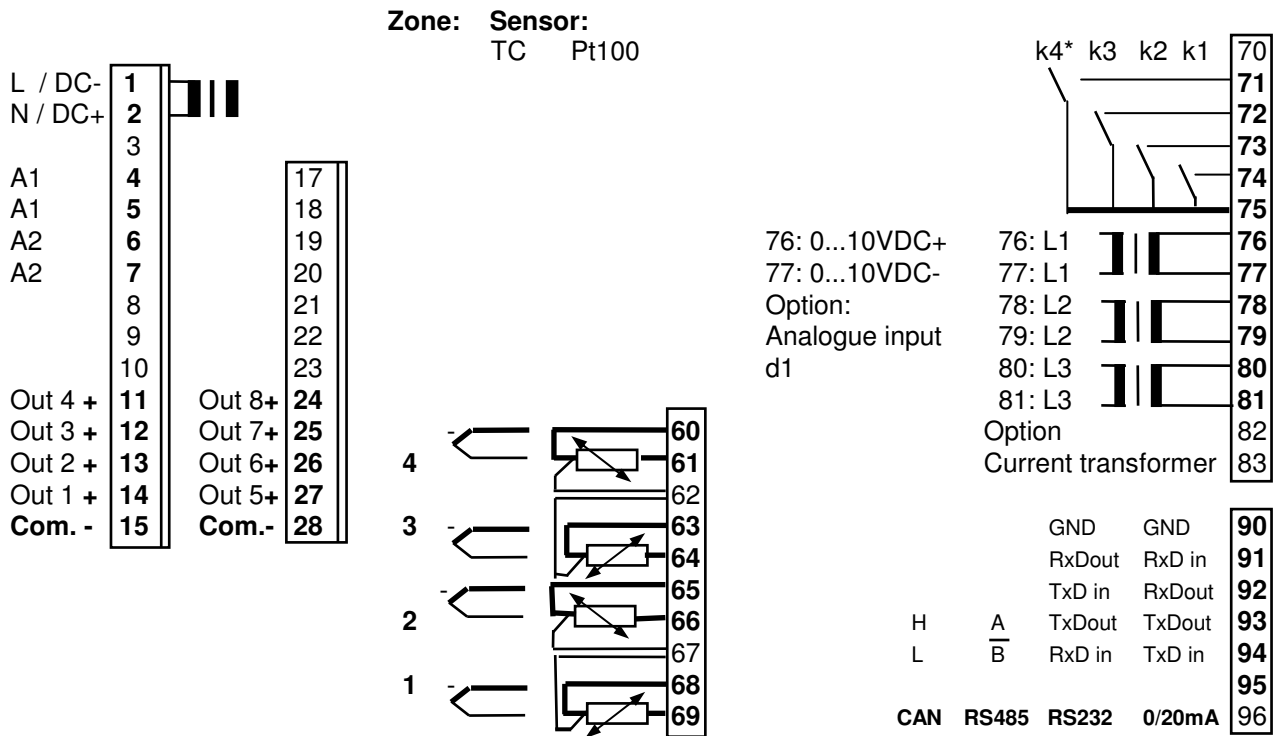 Zone: Sensor:
TC Pt100
L / DC- 1
N / DC+ 2
3
A1 4
A1 5
A2 6
A2 7
8
9
10
Out 4 + 11
Out 3 + 12
Out 2 + 13
Out 1 + 14
Com. - 15
17
18
19
20
21
22
23
Out 8+ 24
Out 7+ 25
Out 6+ 26
Out 5+ 27
Com.- 28
4 - 60
61
62
3 - 63
64
2 - 65
66
67
1 - 68
69
k4* k3 k2 k1 70
71
72
73
74
75
76: 0...10VDC+ 76: L1 76
77: 0...10VDC- 77: L1 77
Option: 78: L2 78
Analogue input 79: L2 79
d1 80: L3 80
81: L3 81
Option 82
Current transformer 83
GND GND 90
RxDout RxD in 91
TxD in RxDout 92
H A TxDout TxDout 93
L B RxD in TxD in 94
95
CAN RS485 RS232 0/20mA 96